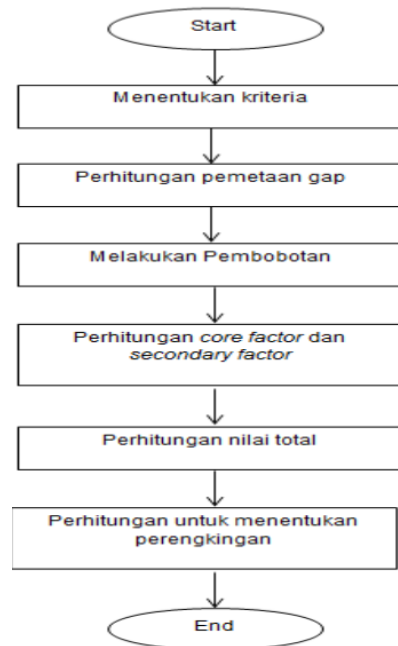 Start
Menentukan kriteria
Perhitungan pemetaan gap
Melakukan Pembobotan
Perhitungan core factor dan
secondary factor
Perhitungan nilai total
Perhitungan untuk menentukan
perengkingan
End